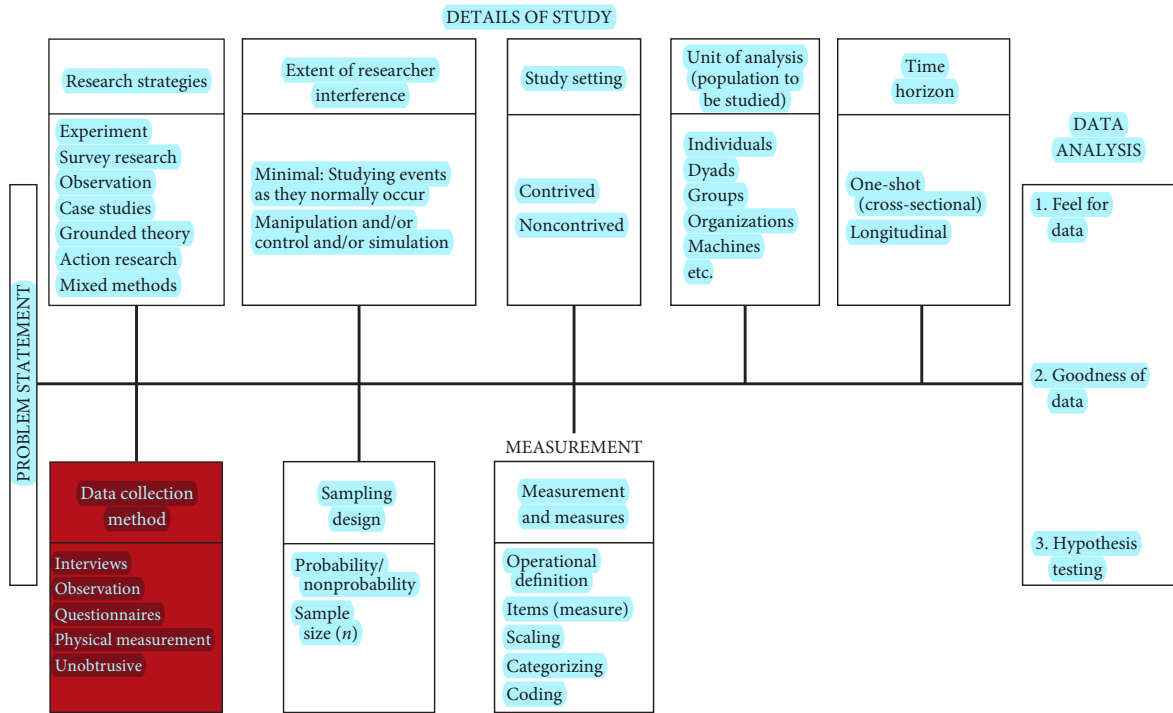 DETAILS OF STUDY
Research strategies
Experiment
Survey research
Observation
Case studies
Grounded theory
Action research
Mixed methods
Extent of researcher
interference
Minimal: Studying events
as they normally occur
Manipulation and/or
control and/or simulation
Study setting
Contrived
Noncontrived
Unit of analysis
(population to
be studied)
Individuals
Dyads
Groups
Organizations
Machines
etc.
Time
horizon
One-shot
(cross-sectional)
Longitudinal
DATA
ANALYSIS
1. Feel for
data
2. Goodness of
data
3. Hypothesis
testing
PROBLEM STATEMENT
Data collection
method
Interviews
Observation
Questionnaires
Physical measurement
Unobtrusive
Sampling
design
Probability/
nonprobability
Sample
size (n)
MEASUREMENT
Measurement
and measures
Operational
definition
Items (measure)
Scaling
Categorizing
Coding